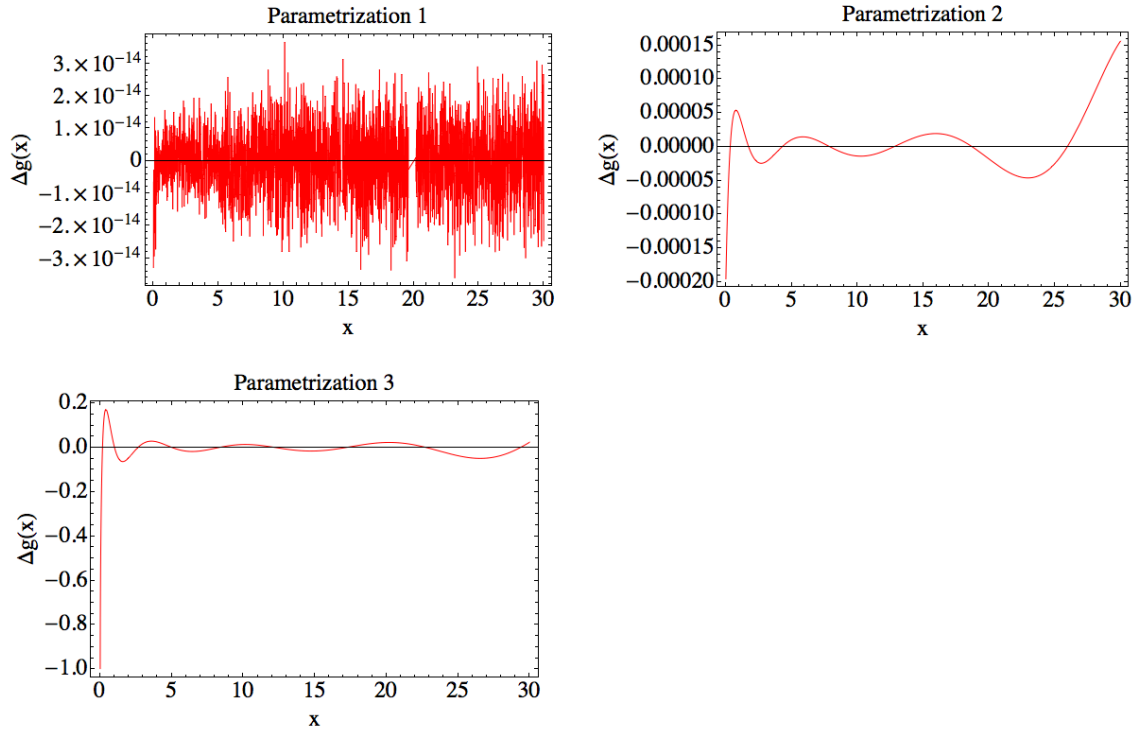 Parametrization 1
3.×10⁻¹⁴
2.×10⁻¹⁴
1.×10⁻¹⁴
0
−1.×10⁻¹⁴
−2.×10⁻¹⁴
−3.×10⁻¹⁴
Δg(x)
0 5 10 15 20 25 30
x
Parametrization 2
0.00015
0.00010
0.00005
0.00000
−0.00005
−0.00010
−0.00015
−0.00020
Δg(x)
0 5 10 15 20 25 30
x
Parametrization 3
0.2
0.0
−0.2
−0.4
−0.6
−0.8
−1.0
Δg(x)
0 5 10 15 20 25 30
x